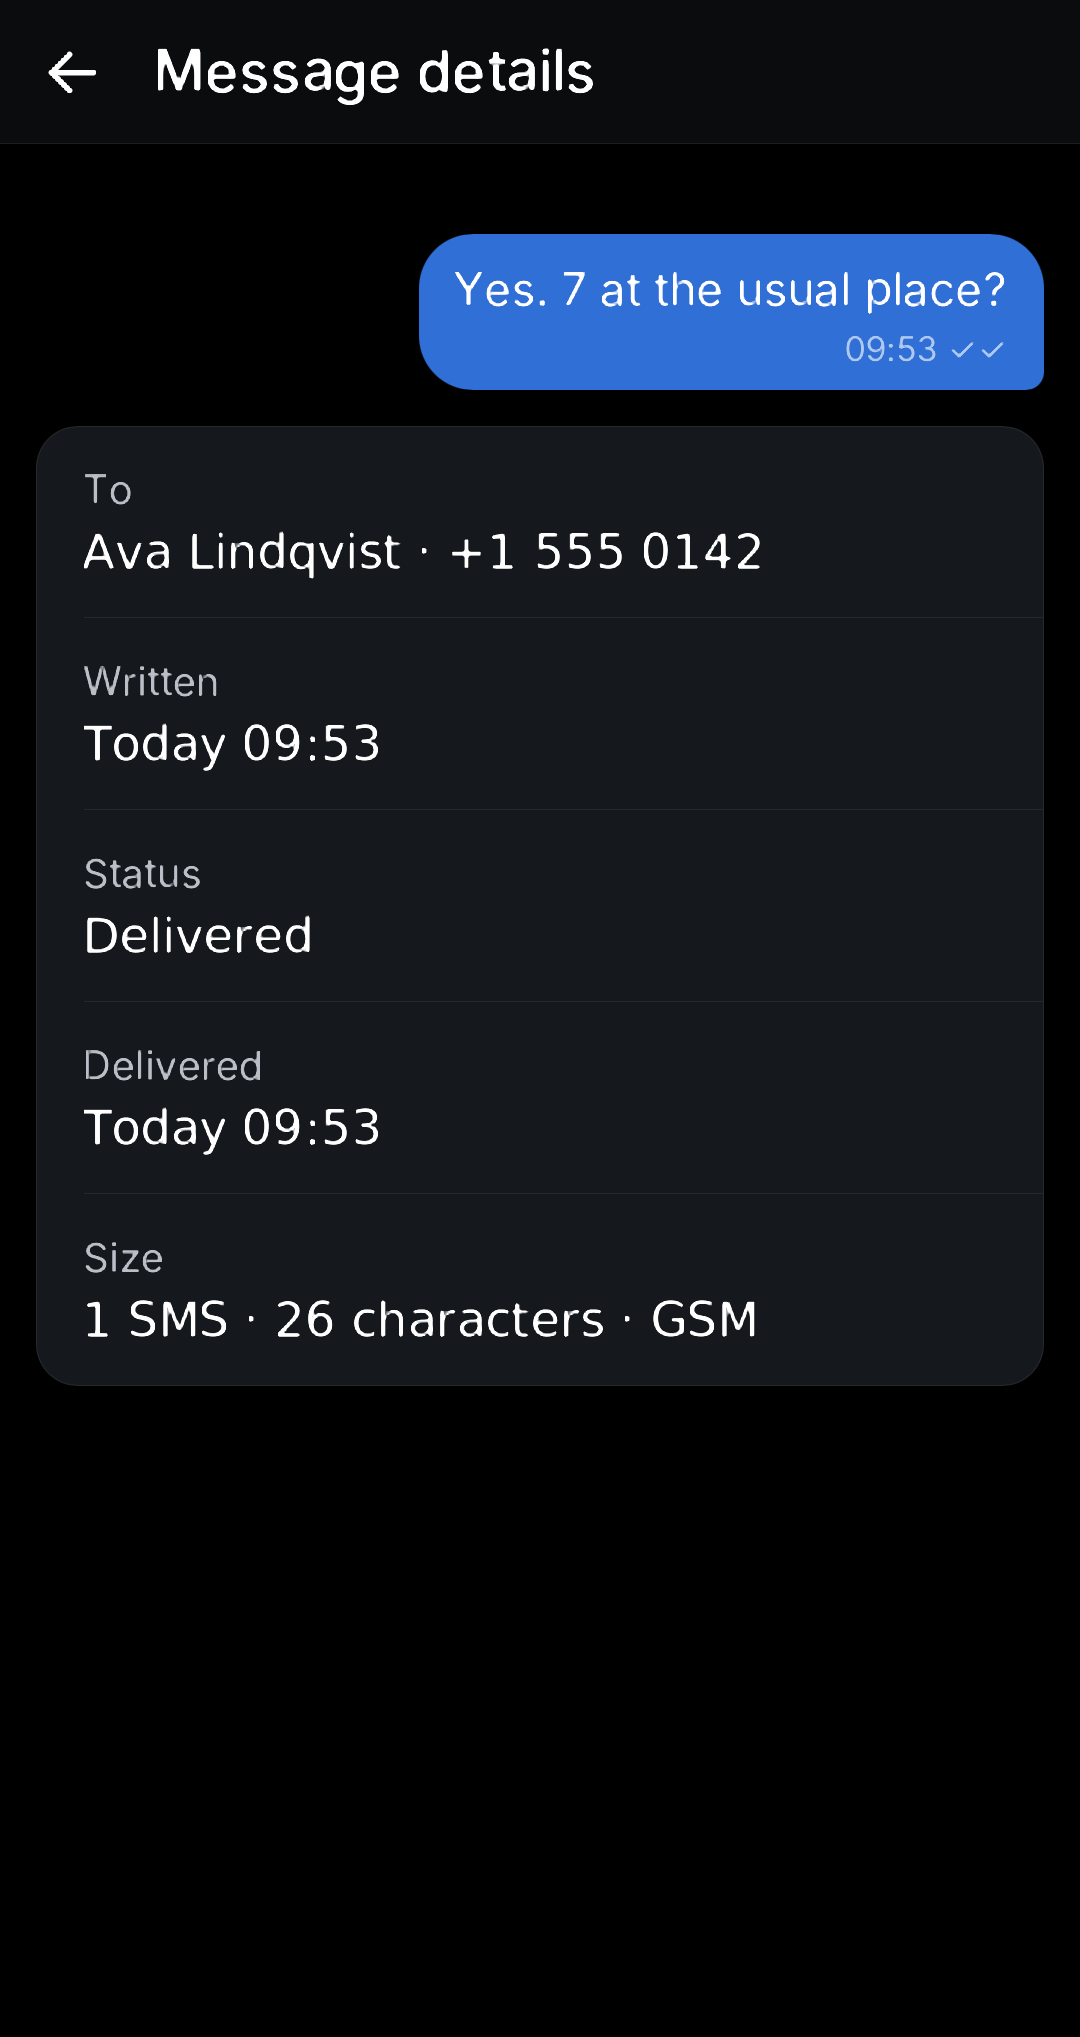 Message details
Yes. 7 at the usual place?
09:53 ✓✓
To
Ava Lindqvist · +1 555 0142
Written
Today 09:53
Status
Delivered
Delivered
Today 09:53
Size
1 SMS · 26 characters · GSM